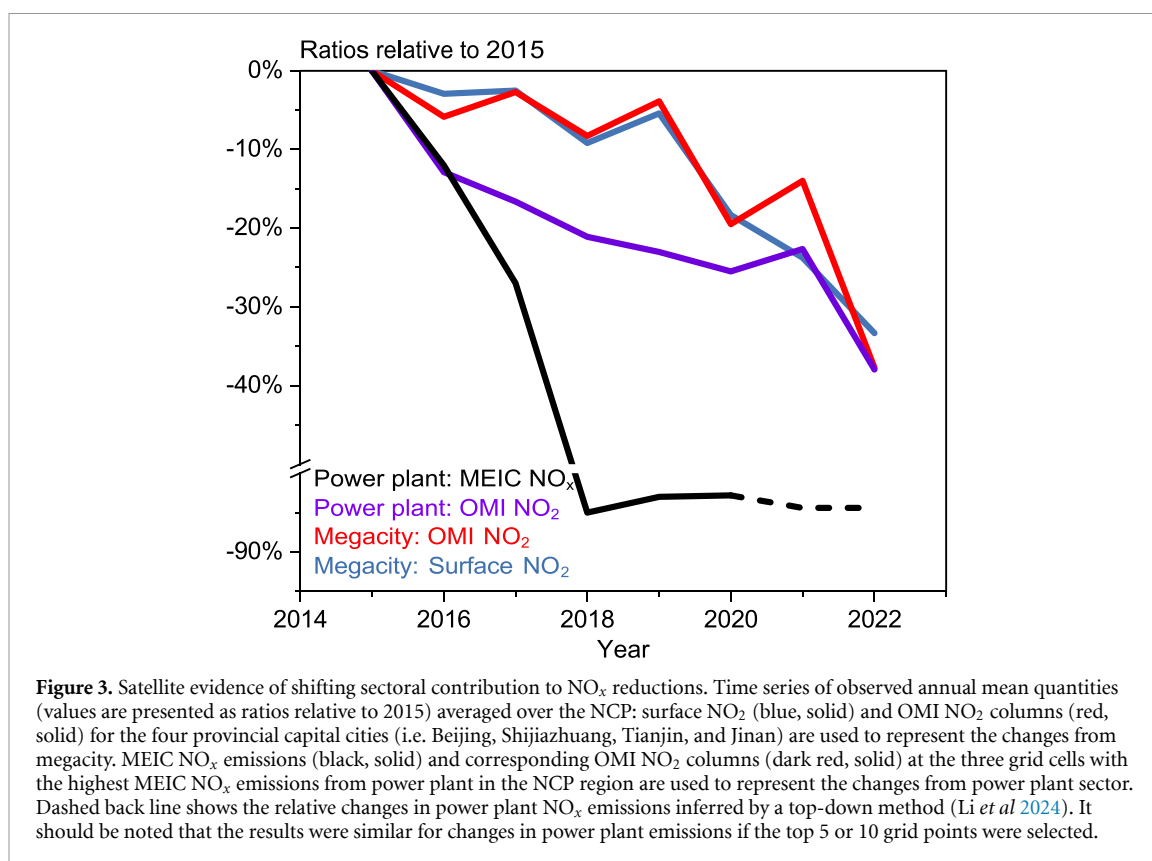 Ratios relative to 2015
0%
-10%
-20%
-30%
-40%
-90%
Power plant: MEIC NOx
Power plant: OMI NO2
Megacity: OMI NO2
Megacity: Surface NO2
2014 2016 2018 2020 2022
Year
Figure 3. Satellite evidence of shifting sectoral contribution to NOx reductions. Time series of observed annual mean quantities
(values are presented as ratios relative to 2015) averaged over the NCP: surface NO2 (blue, solid) and OMI NO2 columns (red,
solid) for the four provincial capital cities (i.e. Beijing, Shijiazhuang, Tianjin, and Jinan) are used to represent the changes from
megacity. MEIC NOx emissions (black, solid) and corresponding OMI NO2 columns (dark red, solid) at the three grid cells with
the highest MEIC NOx emissions from power plant in the NCP region are used to represent the changes from power plant sector.
Dashed back line shows the relative changes in power plant NOx emissions inferred by a top-down method (Li et al 2024). It
should be noted that the results were similar for changes in power plant emissions if the top 5 or 10 grid points were selected.